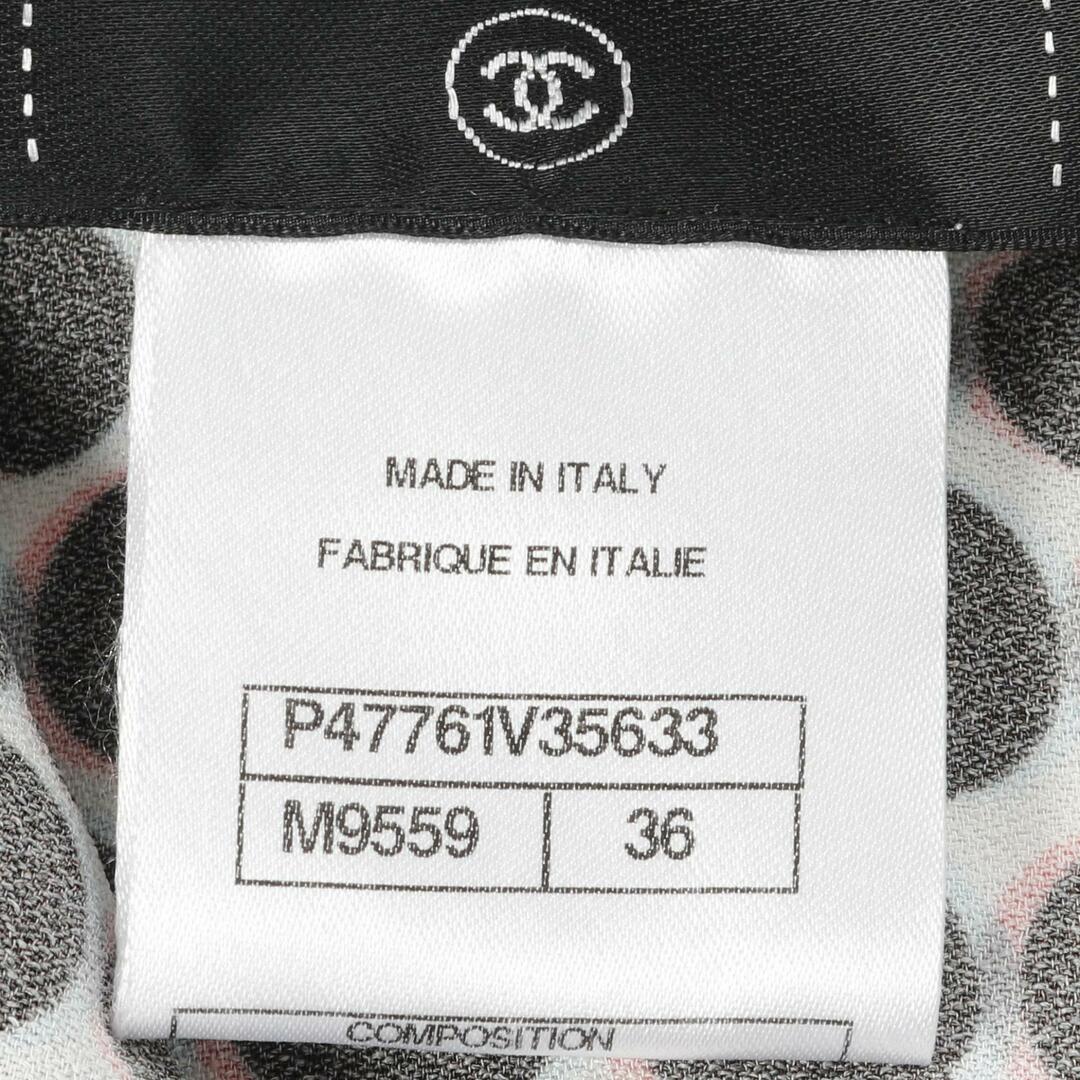 MADE IN ITALY
FABRIQUE EN ITALIE
P47761V35633
M9559 36
COMPOSITION